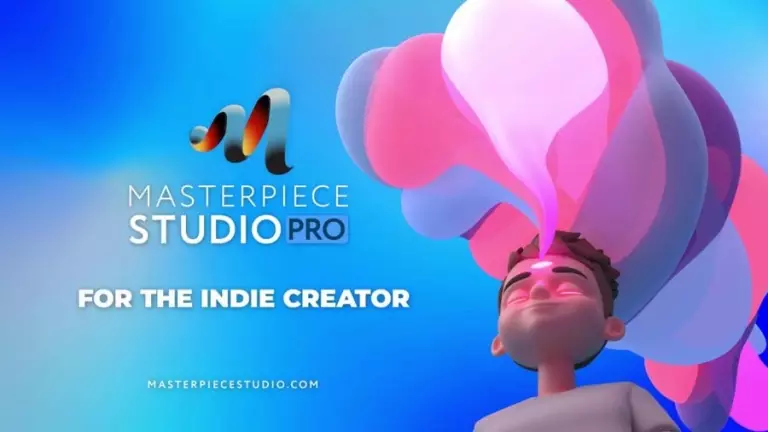 MASTERPIECE
STUDIO PRO
FOR THE INDIE CREATOR
MASTERPIECESTUDIO.COM